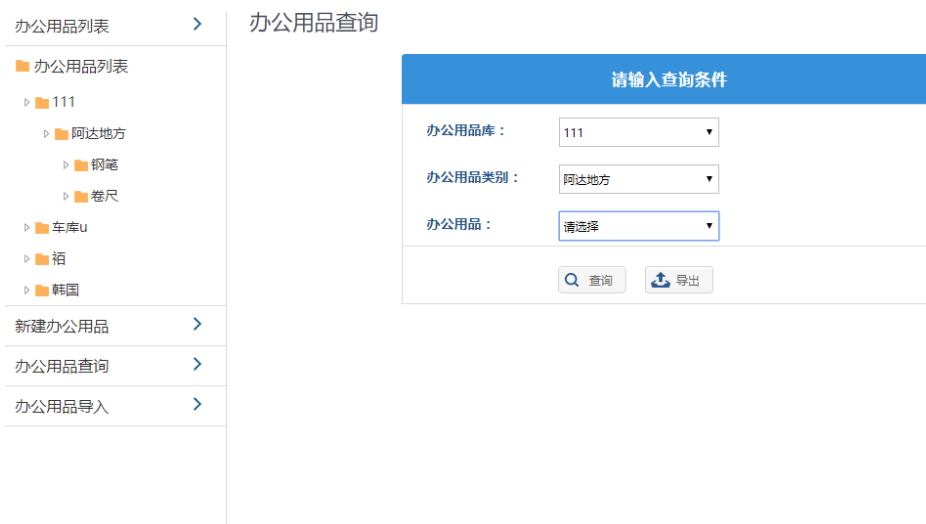 办公用品列表
办公用品列表
111
阿达地方
钢笔
卷尺
车库u
袹
韩国
新建办公用品
办公用品查询
办公用品导入
办公用品查询
请输入查询条件
办公用品库：
111
办公用品类别：
阿达地方
办公用品：
请选择
查询 导出